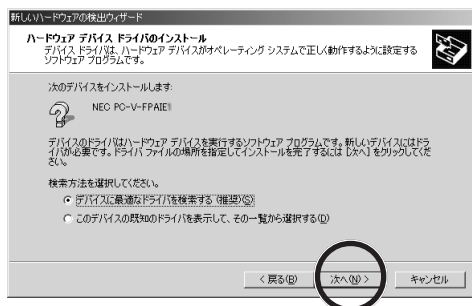 新しいハードウェアの検出ウィザード
ハードウェア デバイス ドライバのインストール
デバイス ドライバは、ハードウェア デバイスがオペレーティング システムで正しく動作するように設定する
ソフトウェア プログラムです。
次のデバイスをインストールします:
NEC PC-V-FPAIE
デバイスのドライバはハードウェア デバイスを実行するソフトウェア プログラムです。新しいデバイスにはドラ
イバが必要です。ドライバ ファイルの場所を指定してインストールを完了するには [次へ] をクリックしてくだ
さい。
検索方法を選択してください。
デバイスに最適なドライバを検索する (推奨)(S)
このデバイスの既知のドライバを表示して、その一覧から選択する(D)
< 戻る(B)
次へ(N) >
キャンセル